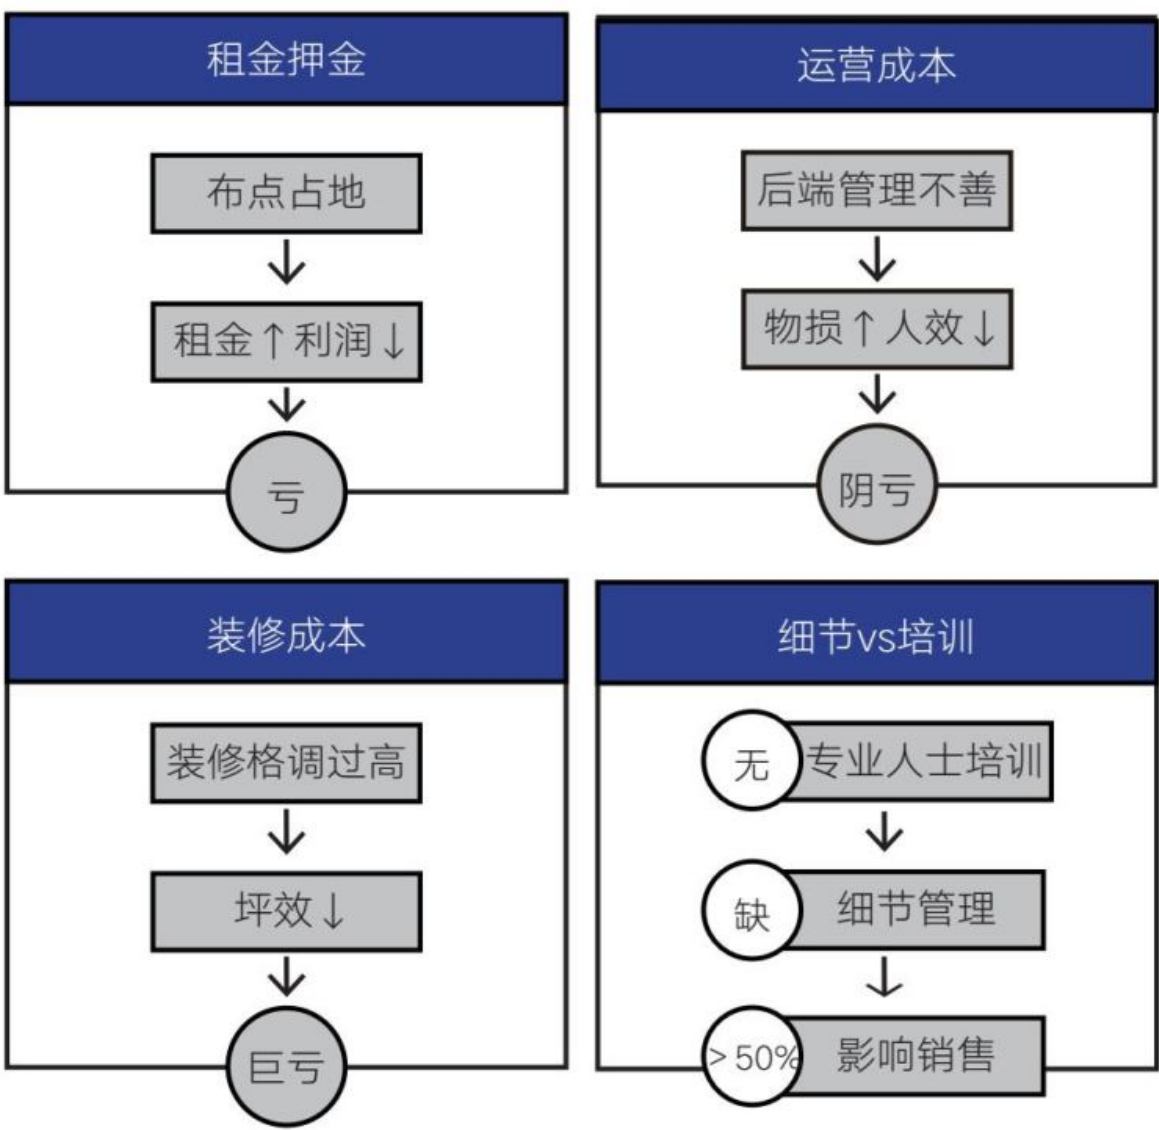 租金押金
布点占地
租金↑利润↓
亏
运营成本
后端管理不善
物损↑人效↓
阴亏
装修成本
装修格调过高
坪效↓
巨亏
细节vs培训
无 专业人士培训
缺 细节管理
>50% 影响销售